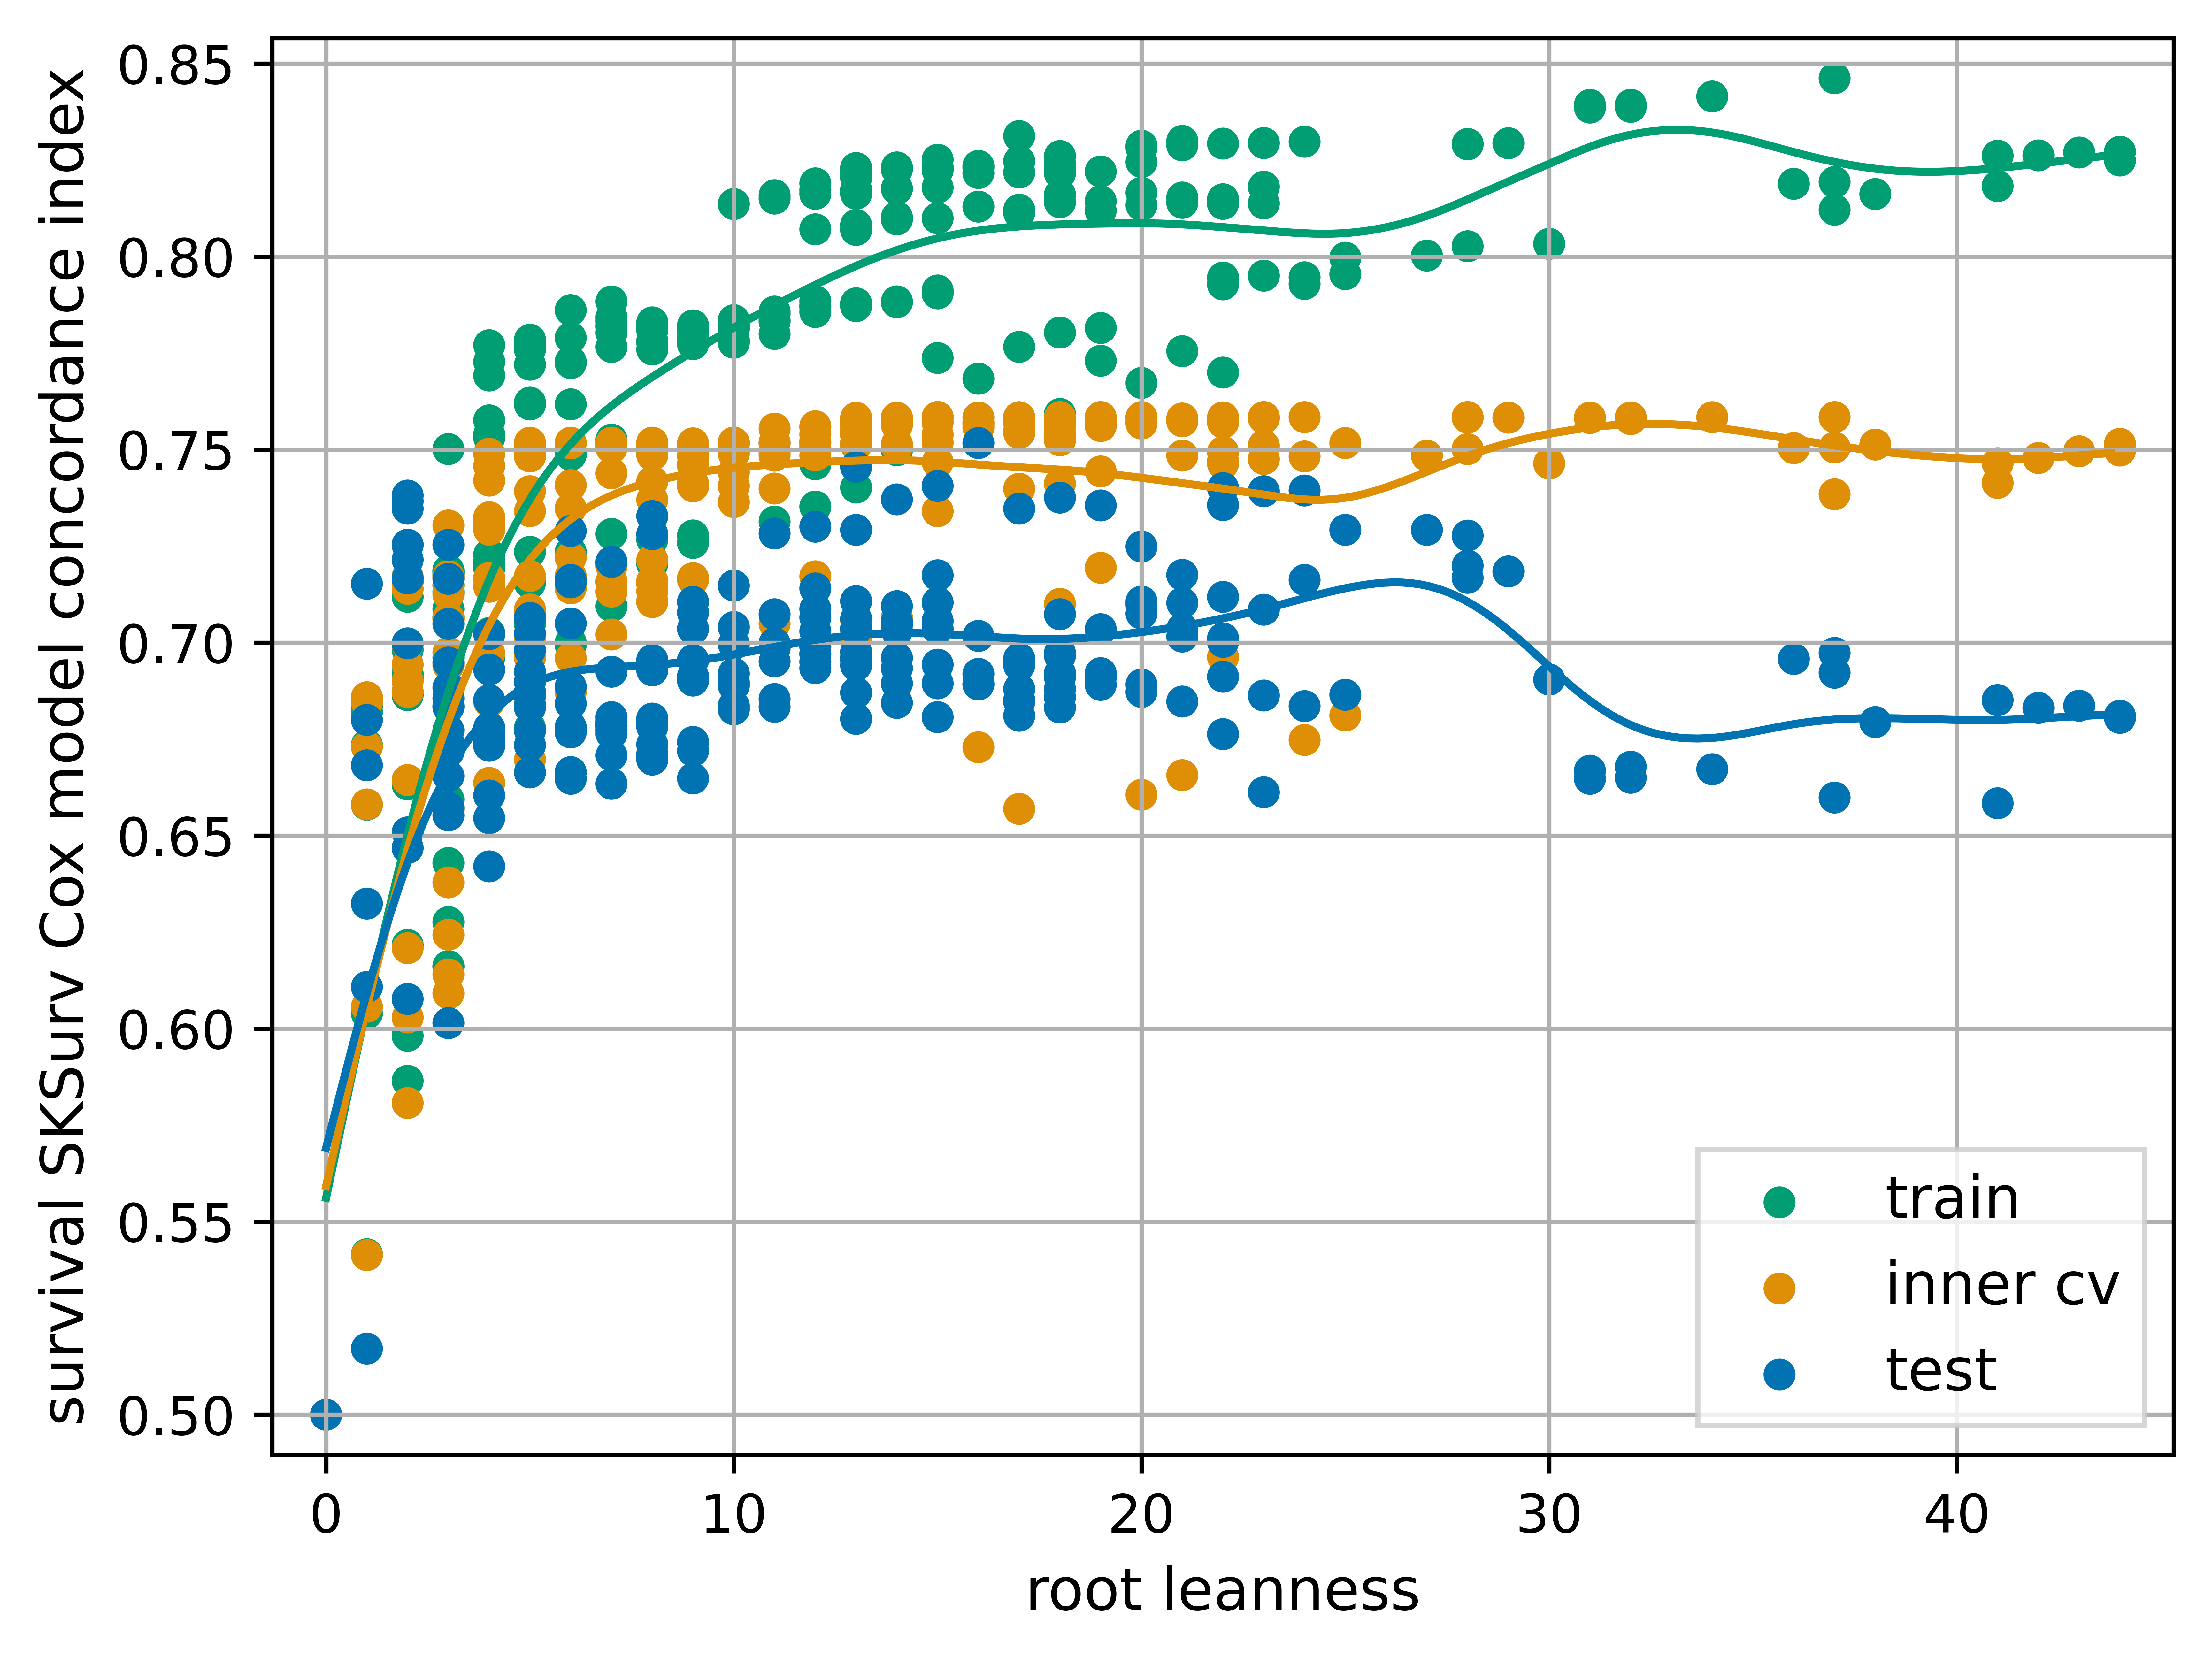 survival SKSurv Cox model concordance index
0.85
0.80
0.75
0.70
0.65
0.60
0.55
0.50
train
inner cv
test
0 10 20 30 40
root leanness